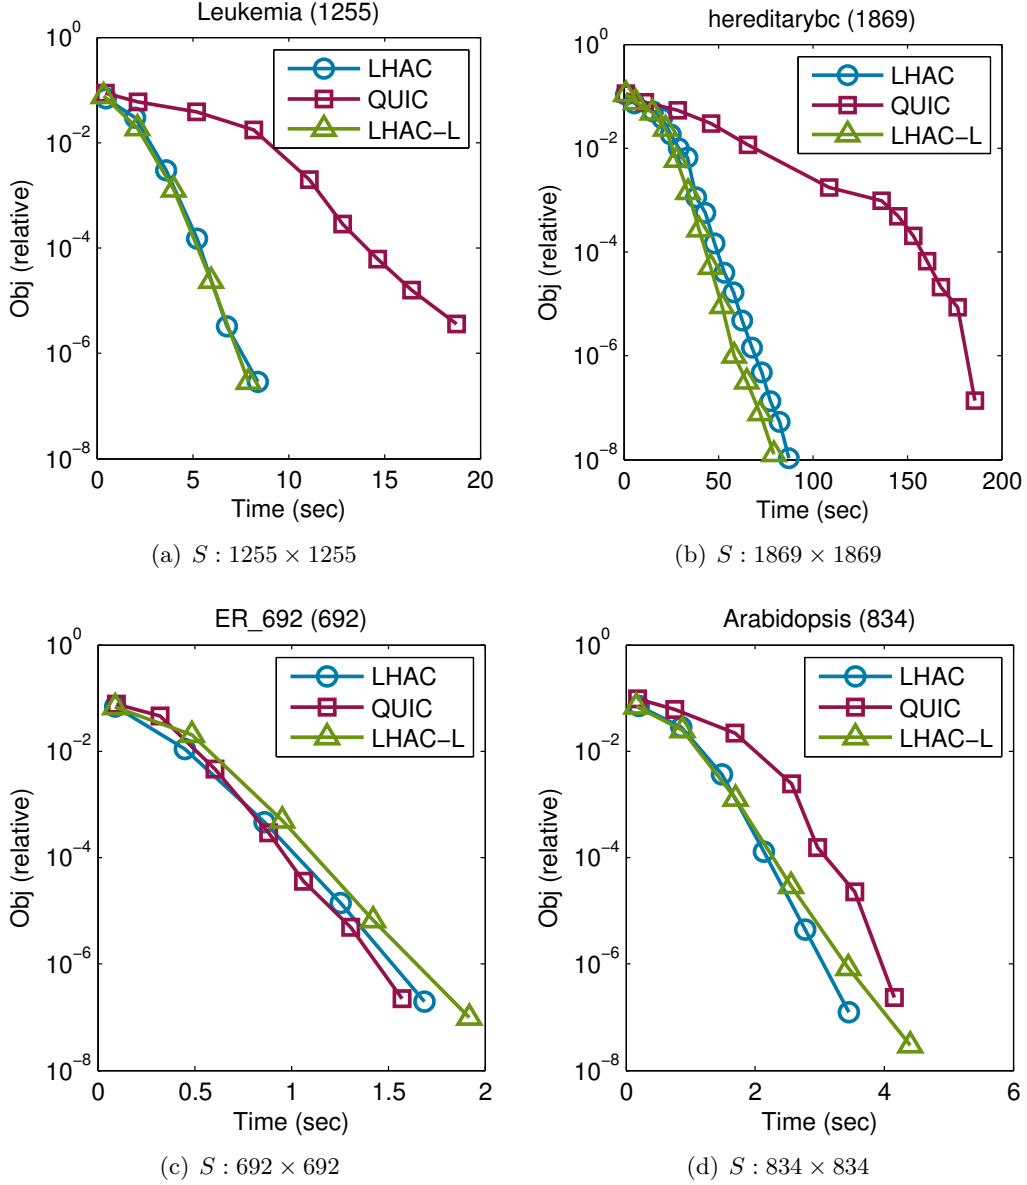 Leukemia (1255)
10^0
10^−2
10^−4
10^−6
10^−8
Obj (relative)
LHAC
QUIC
LHAC−L
0 5 10 15 20
Time (sec)
(a) S : 1255 × 1255
hereditarybc (1869)
10^0
10^−2
10^−4
10^−6
10^−8
Obj (relative)
LHAC
QUIC
LHAC−L
0 50 100 150 200
Time (sec)
(b) S : 1869 × 1869
ER_692 (692)
10^0
10^−2
10^−4
10^−6
10^−8
Obj (relative)
LHAC
QUIC
LHAC−L
0 0.5 1 1.5 2
Time (sec)
(c) S : 692 × 692
Arabidopsis (834)
10^0
10^−2
10^−4
10^−6
10^−8
Obj (relative)
LHAC
QUIC
LHAC−L
0 2 4 6
Time (sec)
(d) S : 834 × 834